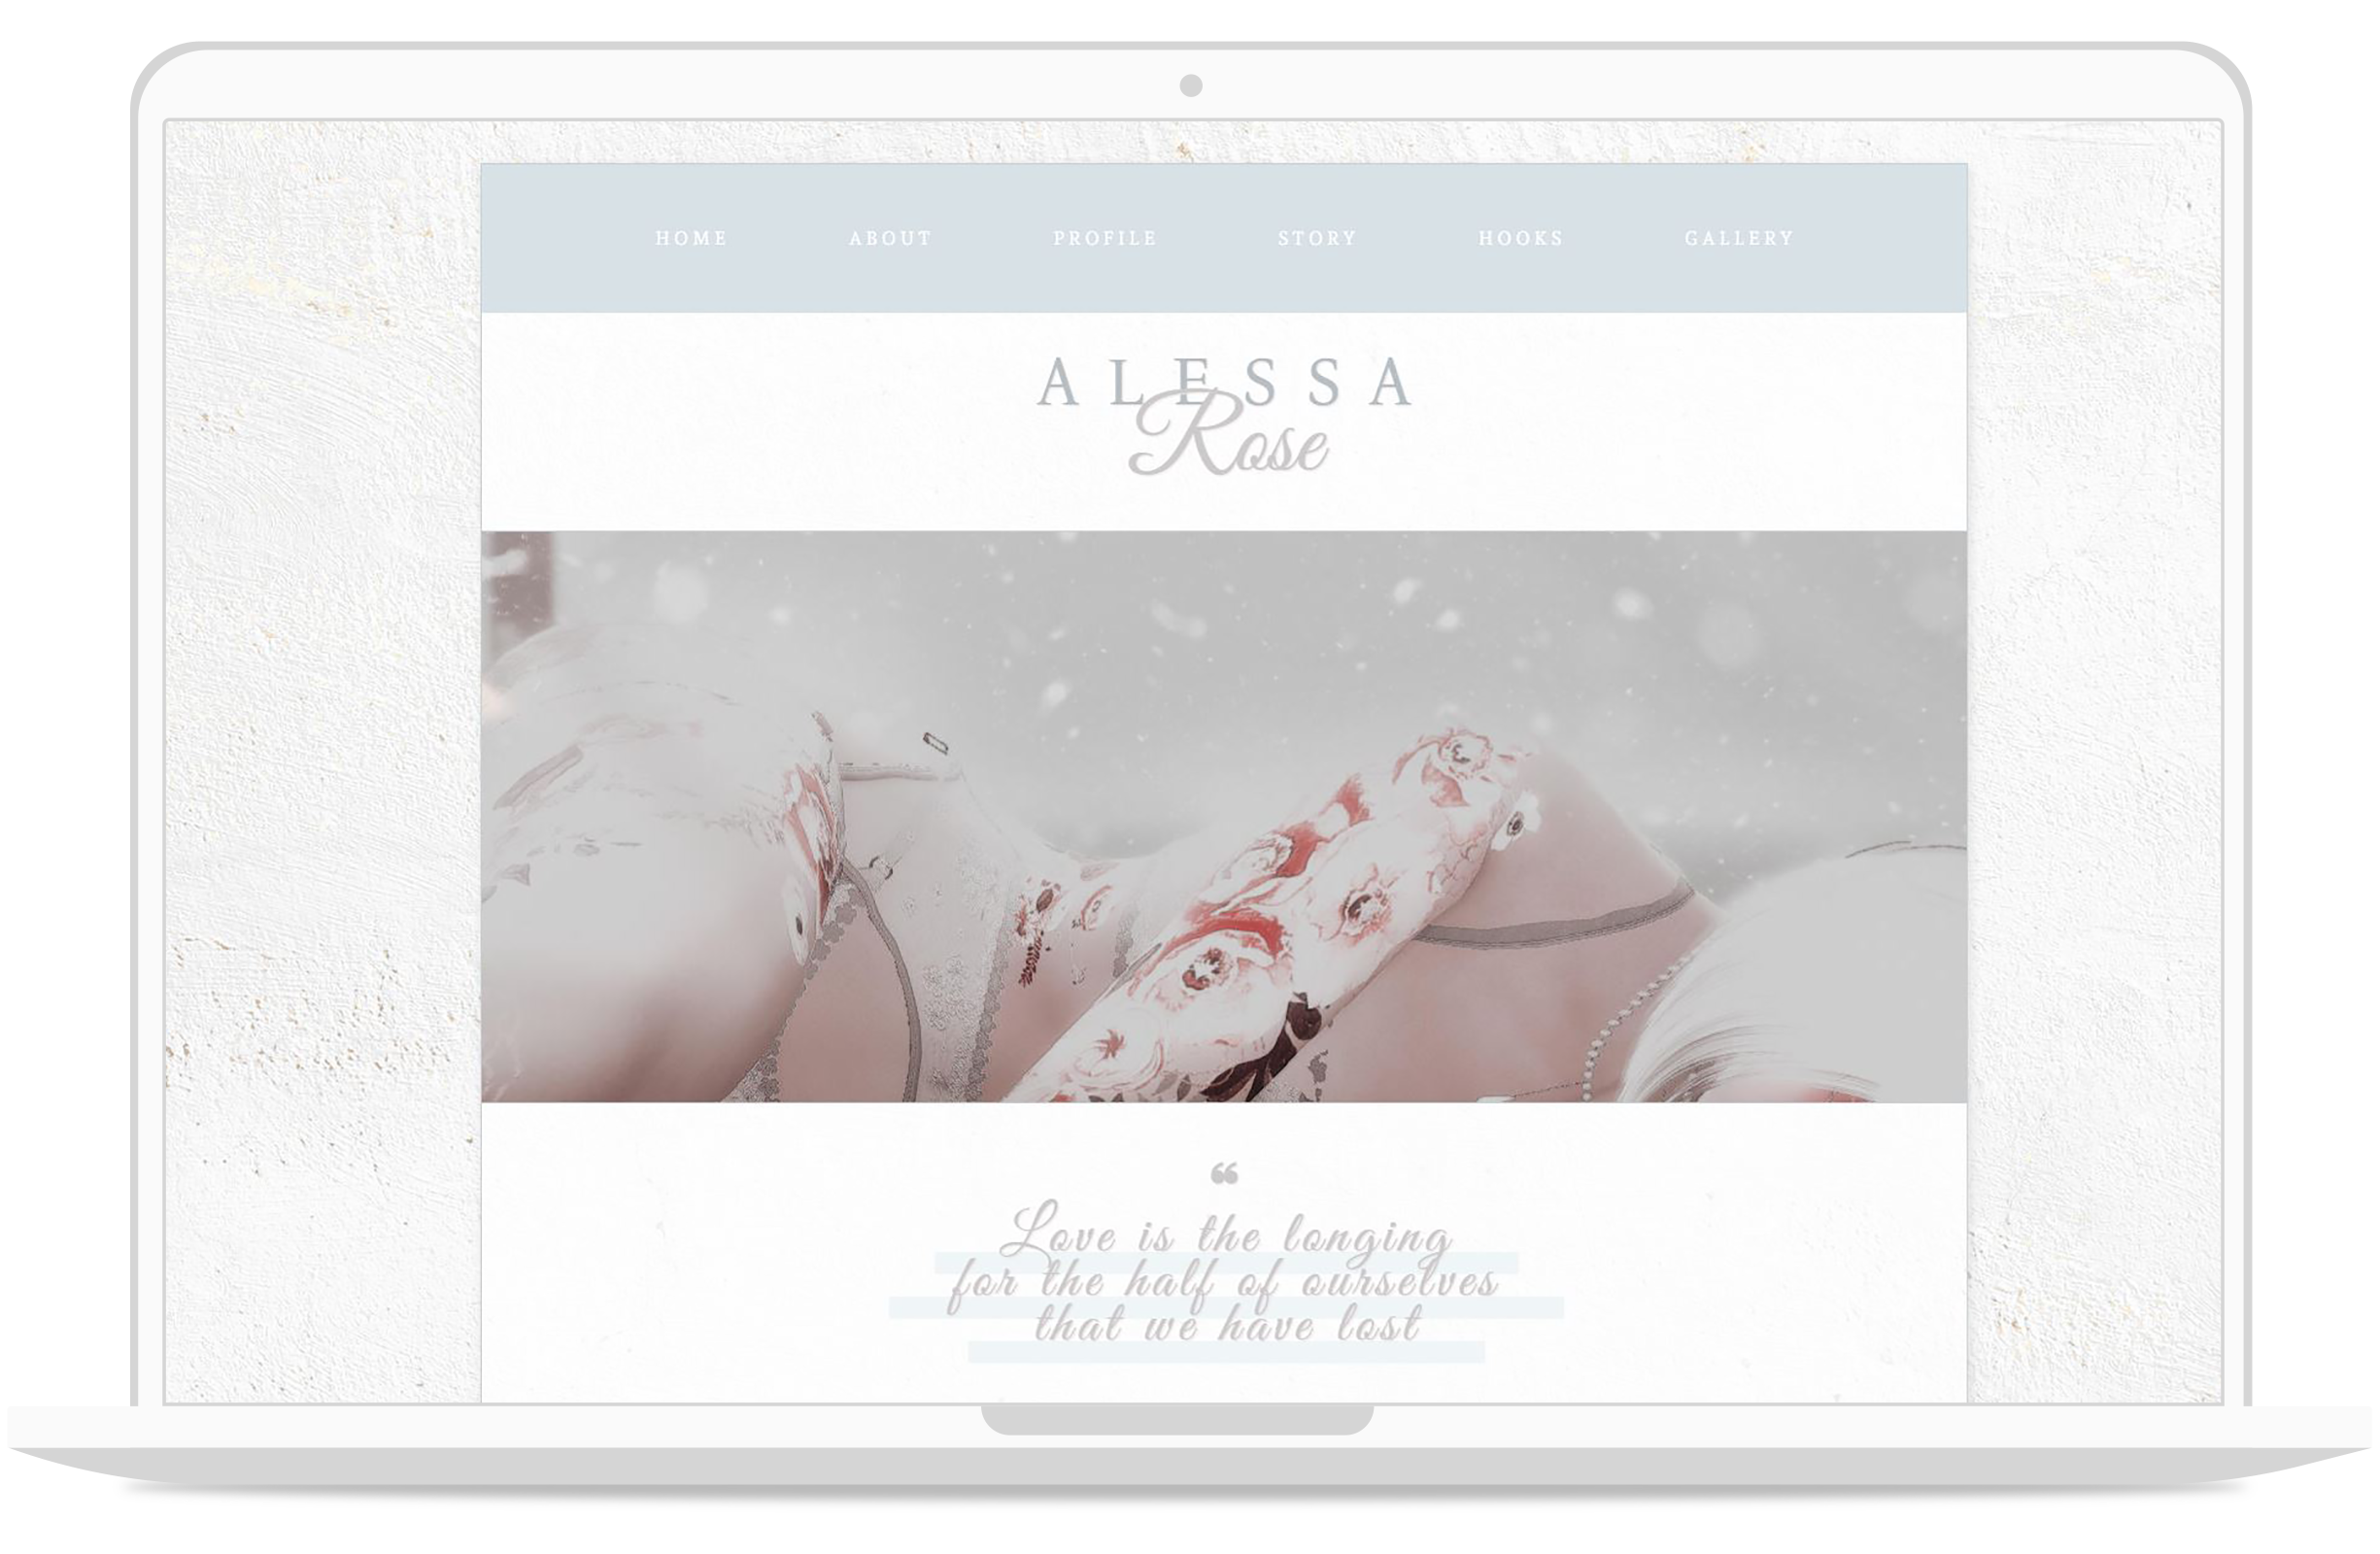 HOME ABOUT PROFILE STORY HOOKS GALLERY
ALESSA
Rose
❝
Love is the longing
for the half of ourselves
that we have lost